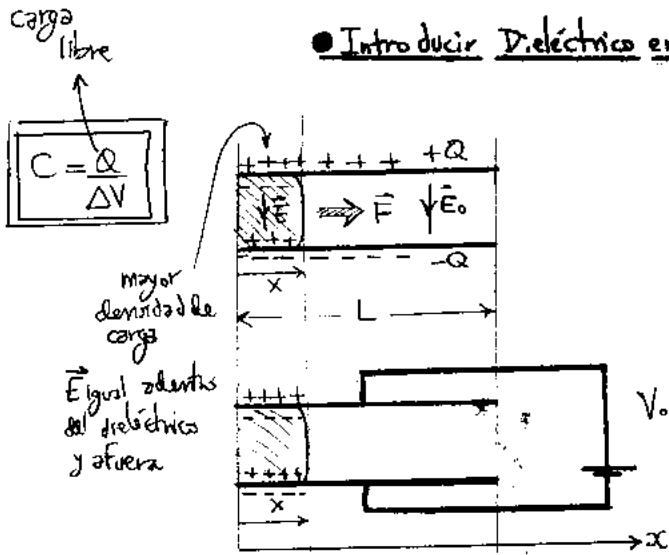 carga
libre
● Introducir Dieléctrico en
C = Q
ΔV
+ + + + + + + +Q
E F E₀
-Q
x
L
mayor
densidad de
carga
E igual adentro
del dieléctrico
y afuera
+ + + +
V₀
+ + + +
x
x